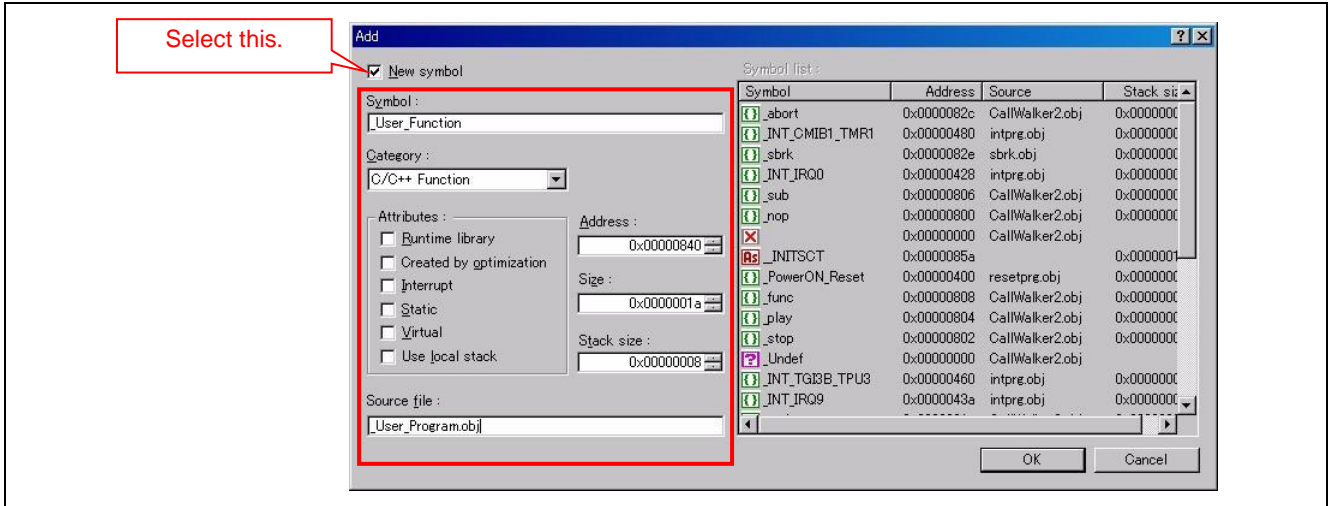 Select this.
Add
New symbol
Symbol :
_User_Function
Category :
C/C++ Function
Attributes :
Runtime library
Created by optimization
Interrupt
Static
Virtual
Use local stack
Address :
0x00000840
Size :
0x0000001a
Stack size :
0x00000008
Source file :
_User_Program.obj
Symbol list :
Symbol Address Source Stack siz
_abort 0x0000082c CallWalker2.obj 0x0000000
_INT_CMIB1_TMR1 0x00000480 intprg.obj 0x0000000
_sbrk 0x0000082e sbrk.obj 0x0000000
_INT_IRQ0 0x00000428 intprg.obj 0x0000000
_sub 0x00000806 CallWalker2.obj 0x0000000
_nop 0x00000800 CallWalker2.obj 0x0000000
0x00000000 CallWalker2.obj
As __INITSCT 0x0000085a 0x0000001
_PowerON_Reset 0x00000400 resetprg.obj 0x0000000
_func 0x00000808 CallWalker2.obj 0x0000000
_play 0x00000804 CallWalker2.obj 0x0000000
_stop 0x00000802 CallWalker2.obj 0x0000000
_Undef 0x00000000 CallWalker2.obj
_INT_TGI3B_TPU3 0x00000460 intprg.obj 0x0000000
_INT_IRQ9 0x0000043a intprg.obj 0x0000000
OK Cancel